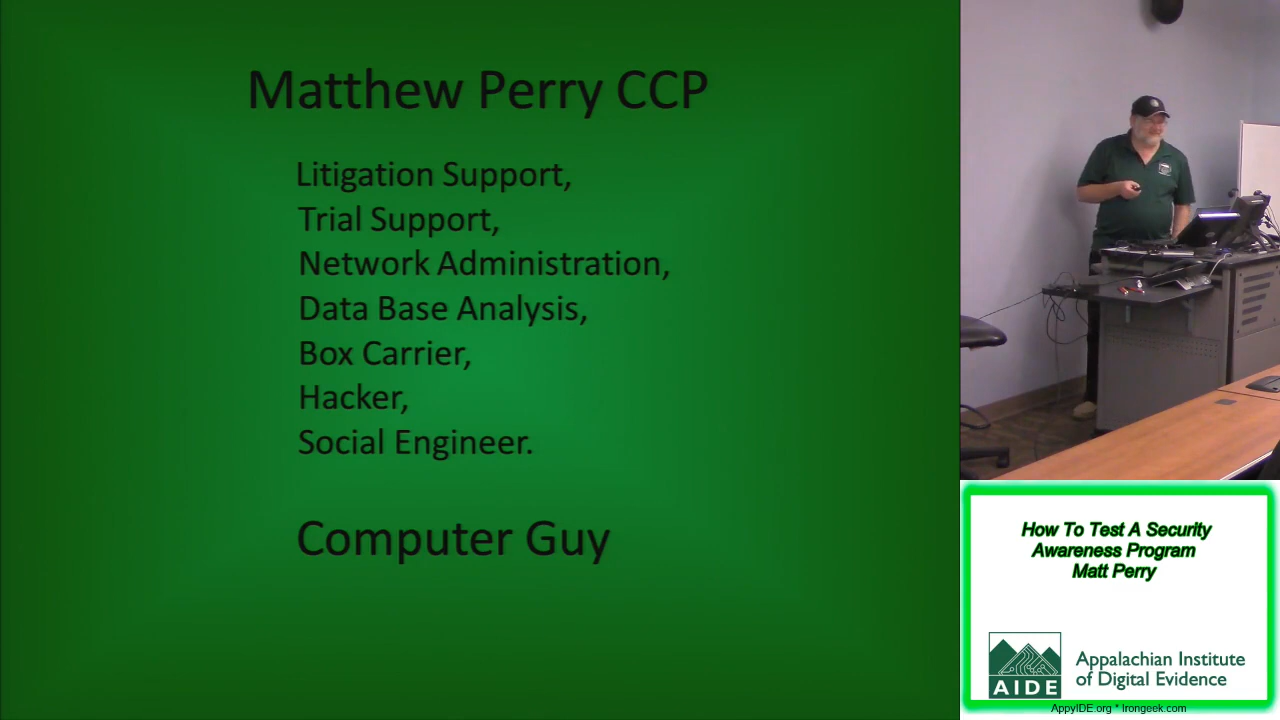 Matthew Perry CCP
Litigation Support,
Trial Support,
Network Administration,
Data Base Analysis,
Box Carrier,
Hacker,
Social Engineer.
Computer Guy
How To Test A Security
Awareness Program
Matt Perry
AIDE
Appalachian Institute
of Digital Evidence
AppyIDE.org * Irongeek.com